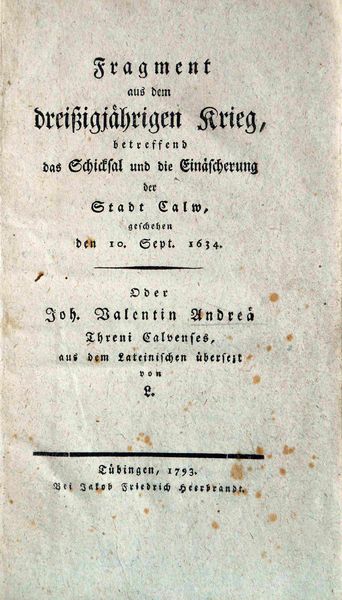 Fragment
aus dem
dreißigjährigen Krieg,
betreffend
das Schicksal und die Einäscherung
der
Stadt Calw,
geschehen
den 10. Sept. 1634.
Oder
Joh. Valentin Andreä
Threni Calvenses,
aus dem Lateinischen übersezt
von
L.
Tübingen, 1793.
Bei Jakob Friedrich Heerbrandt.